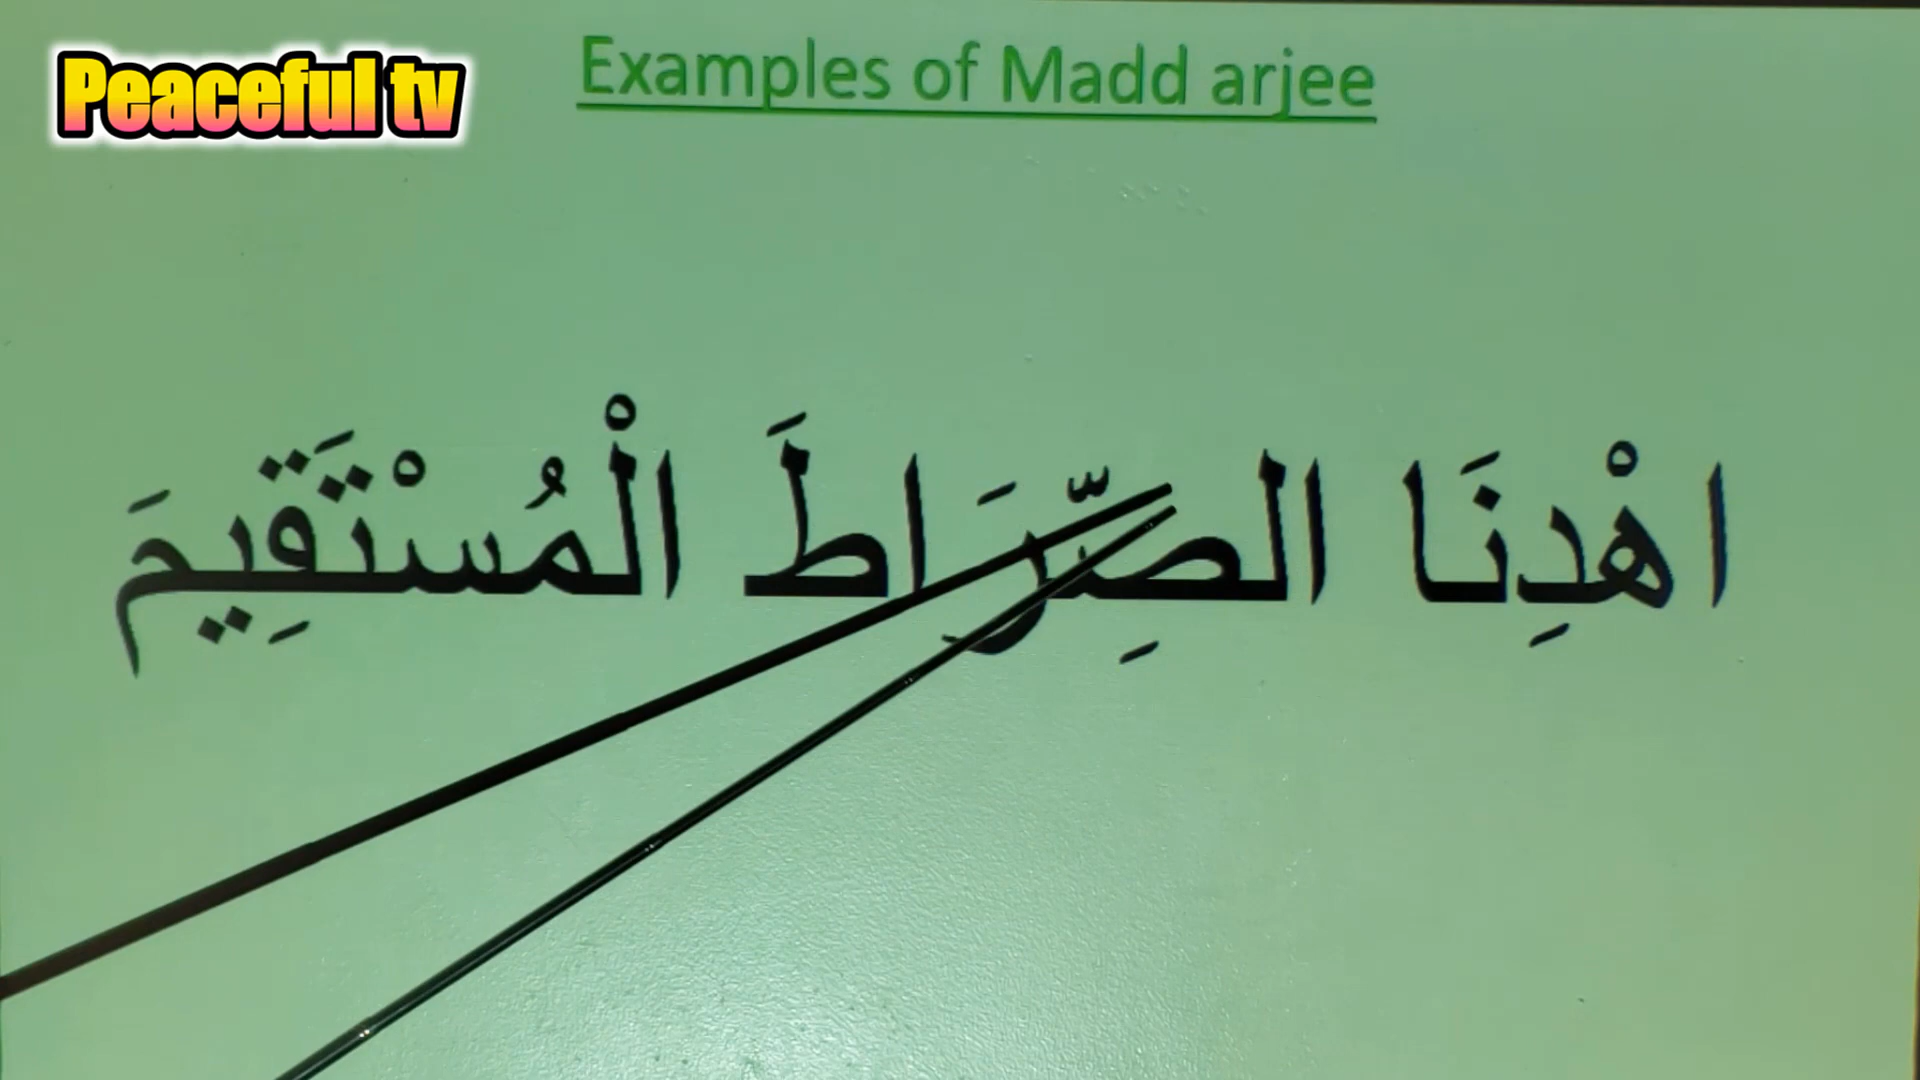 Peaceful tv
Examples of Madd arjee
اهْدِنَا الصِّرَاطَ الْمُسْتَقِيمَ